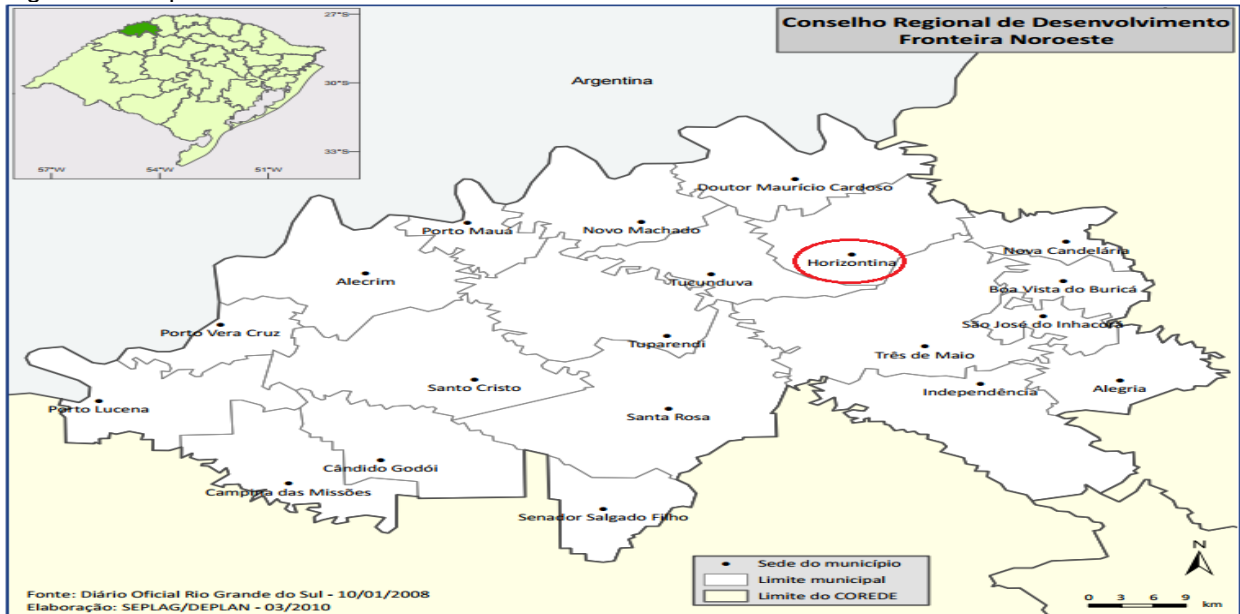 Conselho Regional de Desenvolvimento
Fronteira Noroeste
27°S
30°S
33°S
57°W
54°W
51°W
Argentina
Doutor Maurício Cardoso
Porto Mauá
Novo Machado
Nova Candelária
Horizontina
Alecrim
Tucunduva
Boa Vista do Buricá
Porto Vera Cruz
São José do Inhacorá
Tuparendi
Três de Maio
Santo Cristo
Independência
Alegria
Porto Lucena
Santa Rosa
Cândido Godói
Campina das Missões
Senador Salgado Filho
Sede do município
Limite municipal
Limite do COREDE
N
0 3 6 9
km
Fonte: Diário Oficial Rio Grande do Sul - 10/01/2008
Elaboração: SEPLAG/DEPLAN - 03/2010